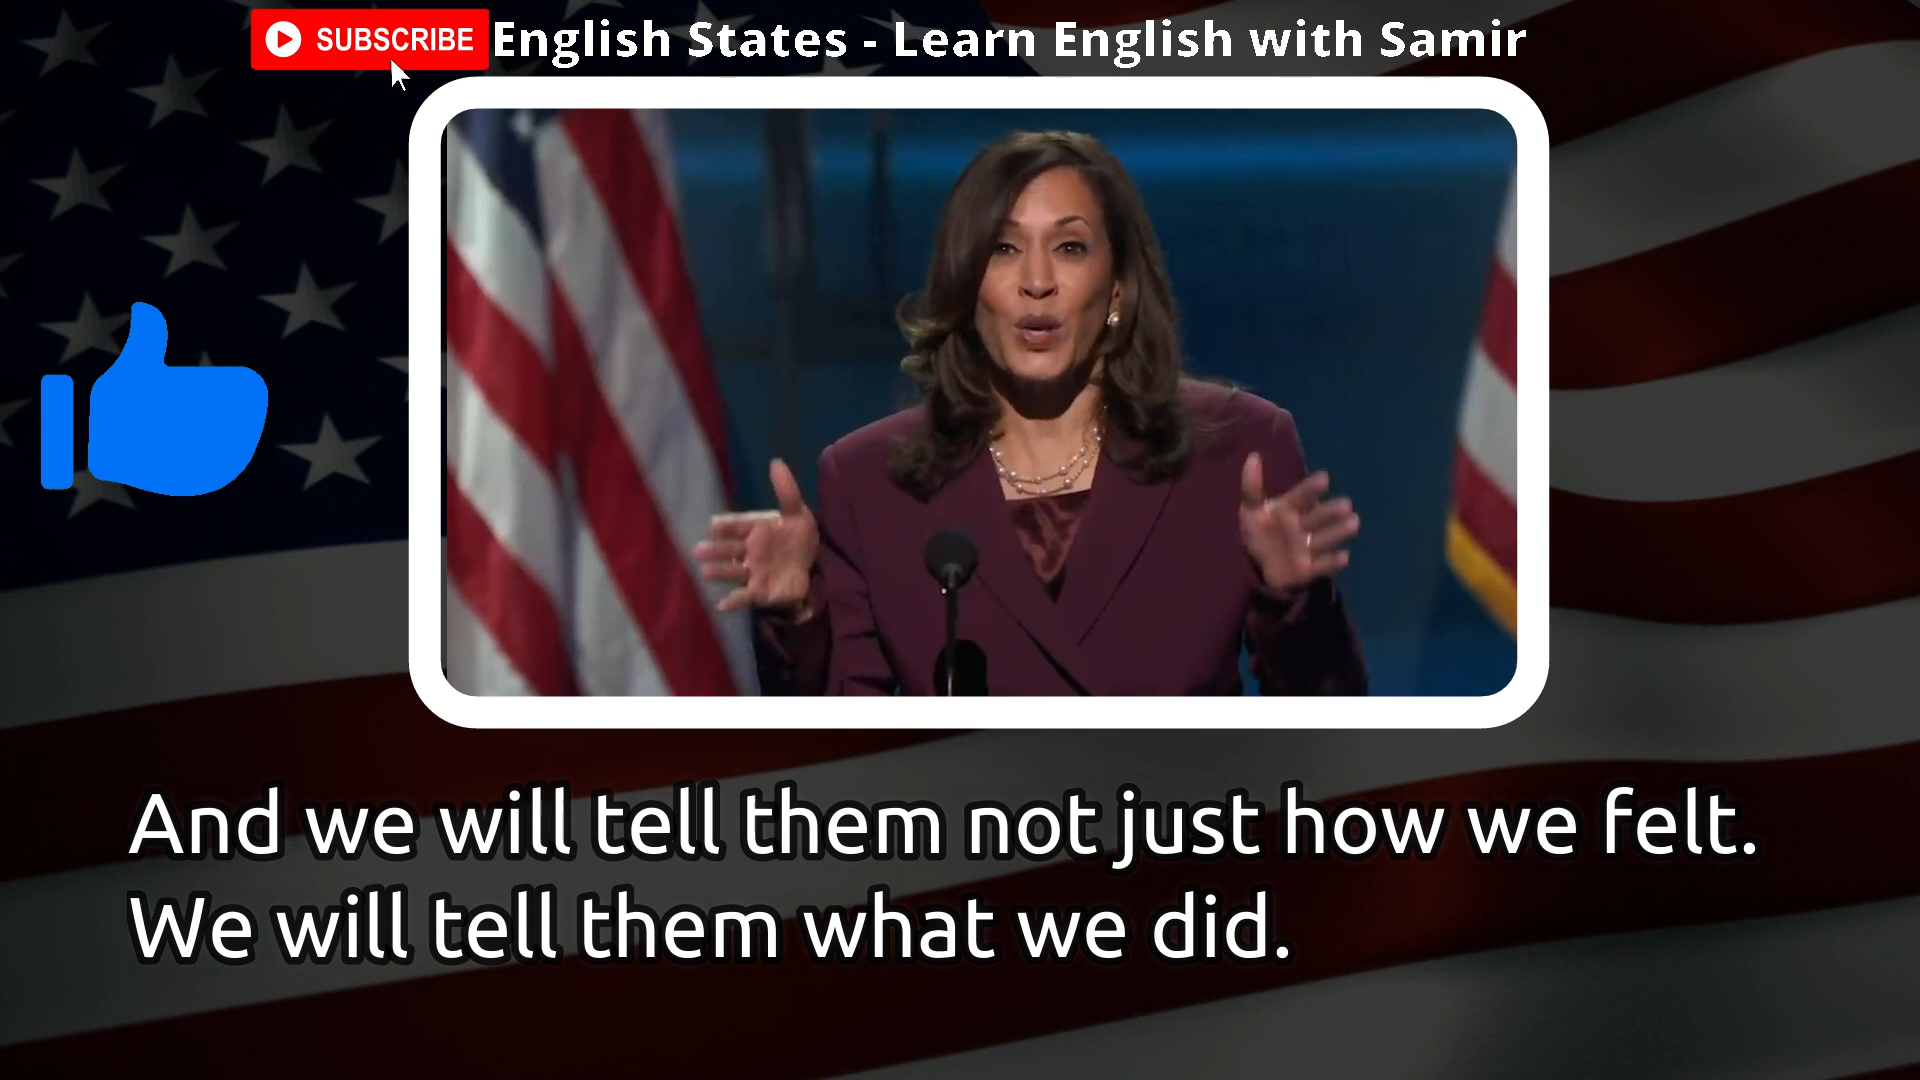 SUBSCRIBE English States - Learn English with Samir
And we will tell them not just how we felt.
We will tell them what we did.